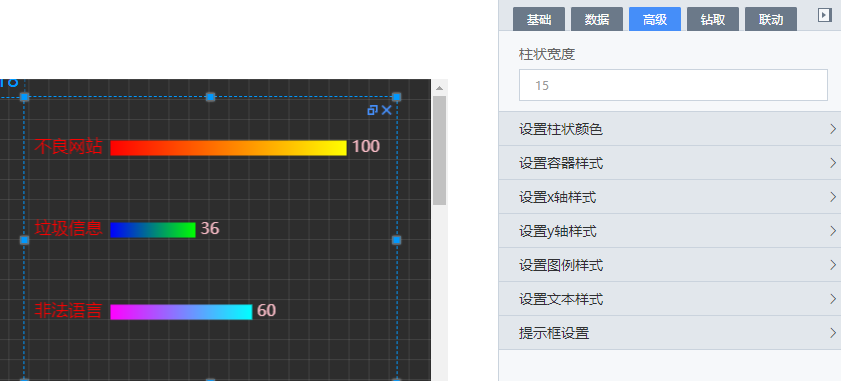 基础 数据 高级 钻取 联动
柱状宽度
15
设置柱状颜色
设置容器样式
设置x轴样式
设置y轴样式
设置图例样式
设置文本样式
提示框设置
不良网站 100
垃圾信息 36
非法语言 60